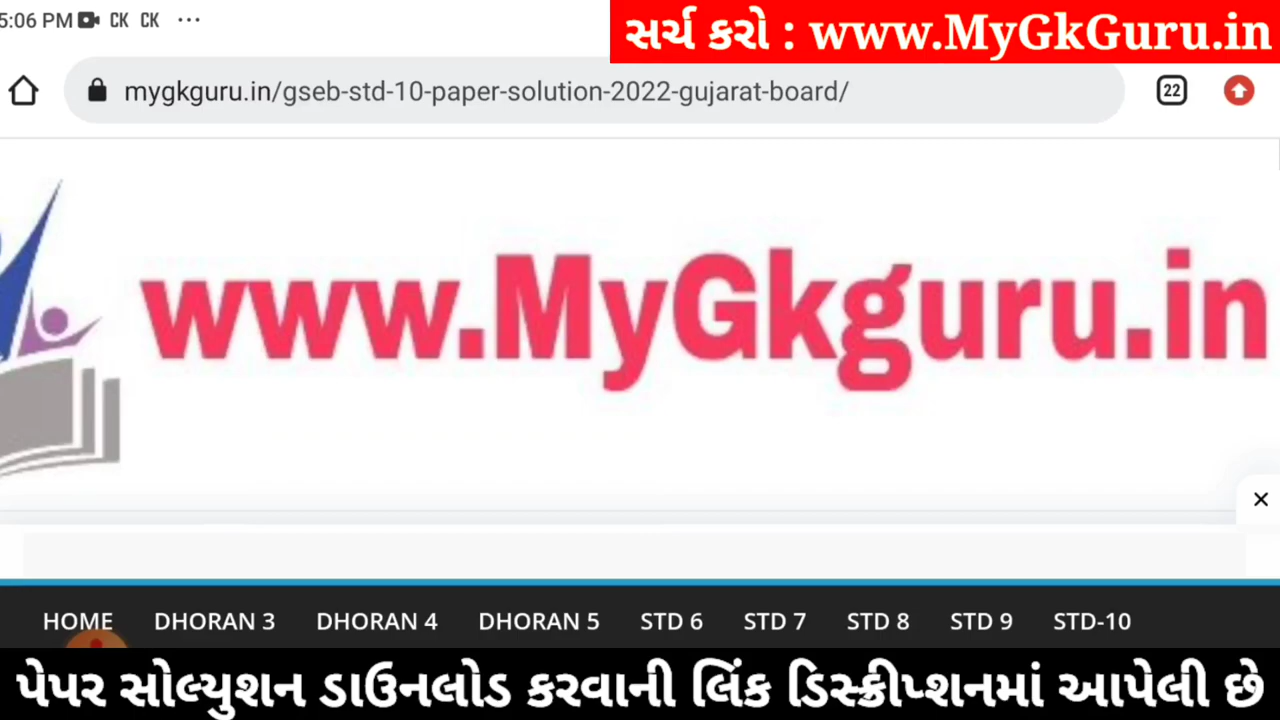 5:06 PM CK CK ...
સર્ચ કરો : www.MyGkGuru.in
mygkguru.in/gseb-std-10-paper-solution-2022-gujarat-board/
22
www.MyGkguru.in
HOME DHORAN 3 DHORAN 4 DHORAN 5 STD 6 STD 7 STD 8 STD 9 STD-10
પેપર સોલ્યુશન ડાઉનલોડ કરવાની લિંક ડિસ્ક્રીપ્શનમાં આપેલી છે